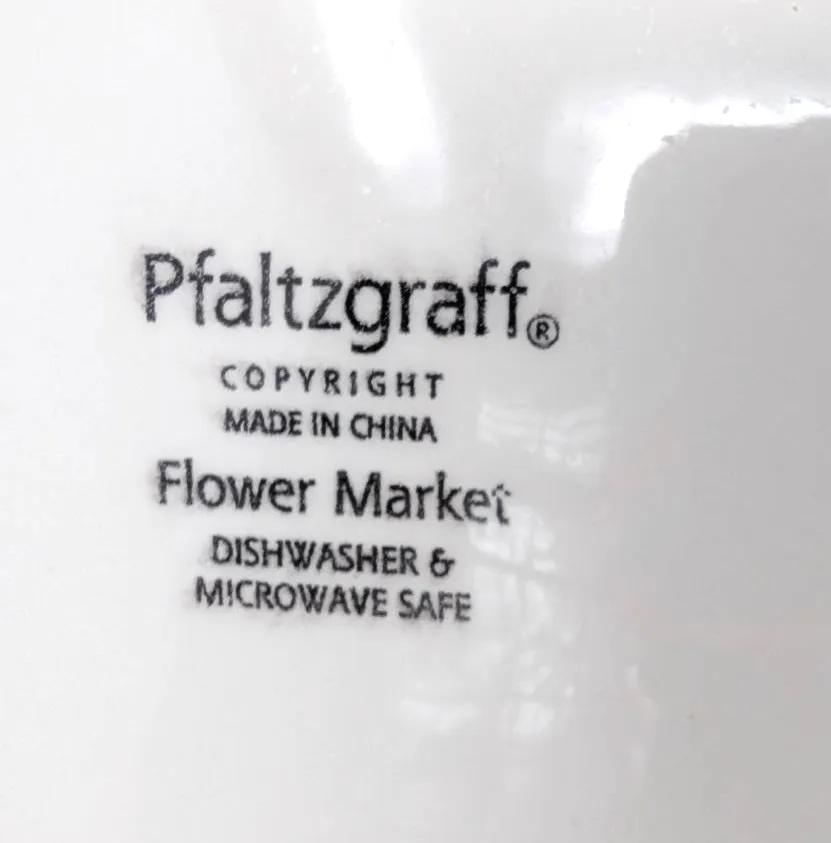 Pfaltzgraff®
COPYRIGHT
MADE IN CHINA
Flower Market
DISHWASHER &
MICROWAVE SAFE